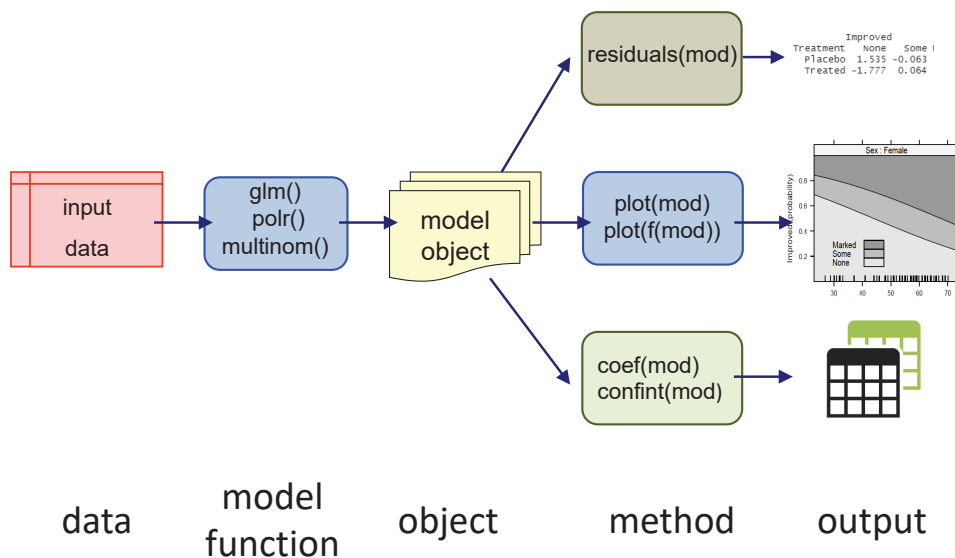 residuals(mod)
Improved
Treatment None Some
Placebo 1.535 -0.063
Treated -1.777 0.064
input
data
glm()
polr()
multinom()
model
object
plot(mod)
plot(f(mod))
Sex : Female
Improved (probability)
0.8
0.6
0.4
0.2
Marked
Some
None
30 40 50 60 70
coef(mod)
confint(mod)
data
model
function
object
method
output